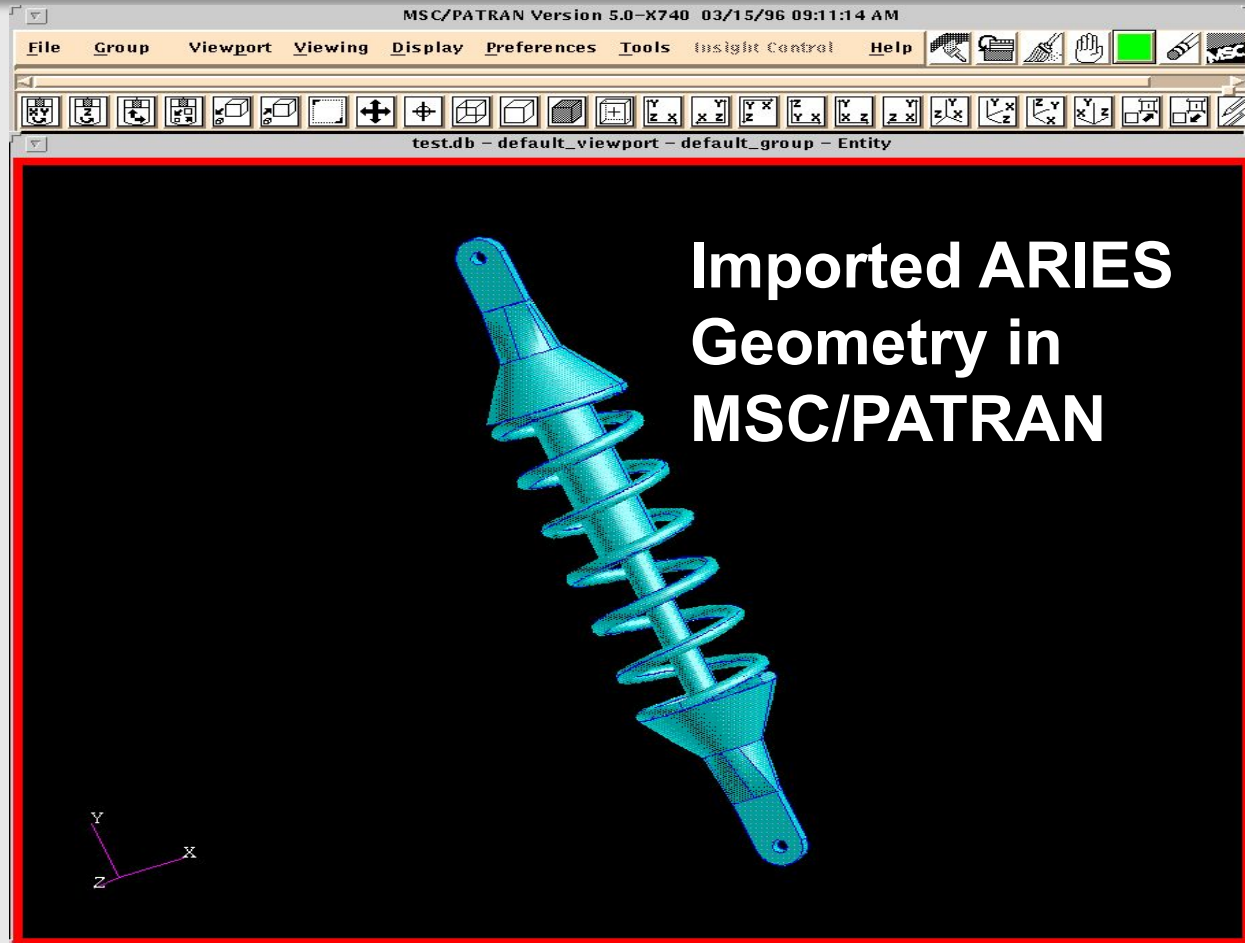 MSC/PATRAN Version 5.0-X740 03/15/96 09:11:14 AM
File Group Viewport Viewing Display Preferences Tools Insight Control Help
MSC
test.db - default_viewport - default_group - Entity
Imported ARIES
Geometry in
MSC/PATRAN
Y
X
Z